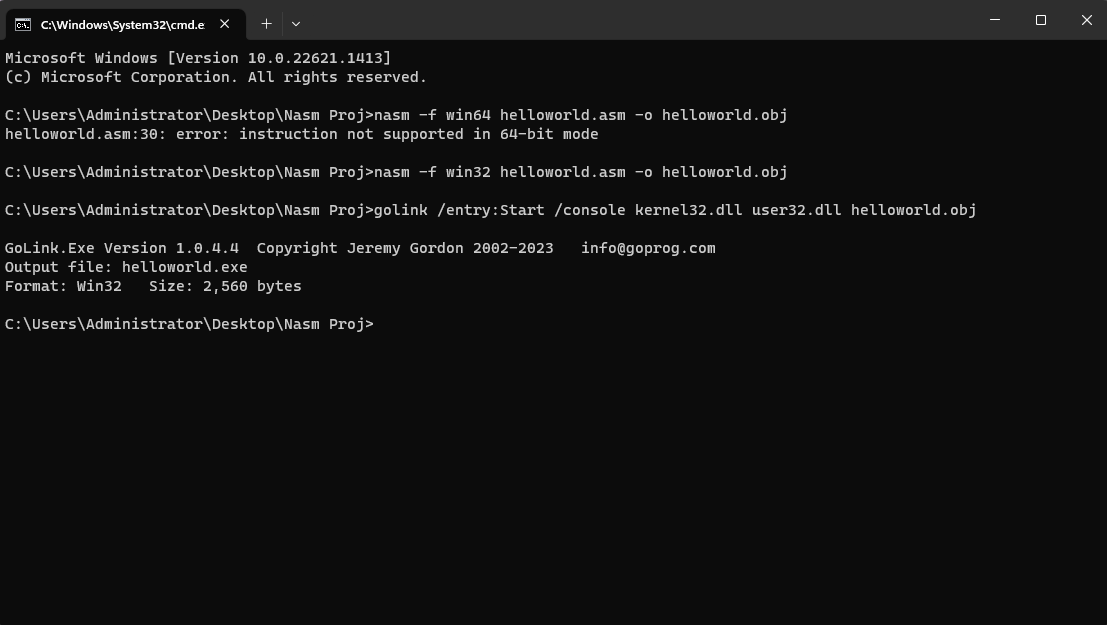 C:\Windows\System32\cmd.e
Microsoft Windows [Version 10.0.22621.1413]
(c) Microsoft Corporation. All rights reserved.
C:\Users\Administrator\Desktop\Nasm Proj>nasm -f win64 helloworld.asm -o helloworld.obj
helloworld.asm:30: error: instruction not supported in 64-bit mode
C:\Users\Administrator\Desktop\Nasm Proj>nasm -f win32 helloworld.asm -o helloworld.obj
C:\Users\Administrator\Desktop\Nasm Proj>golink /entry:Start /console kernel32.dll user32.dll helloworld.obj
GoLink.Exe Version 1.0.4.4  Copyright Jeremy Gordon 2002-2023   info@goprog.com
Output file: helloworld.exe
Format: Win32   Size: 2,560 bytes
C:\Users\Administrator\Desktop\Nasm Proj>